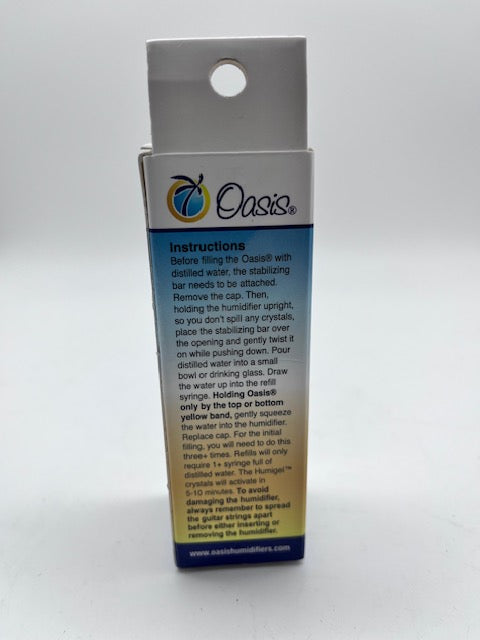 Oasis®
Instructions
Before filling the Oasis® with
distilled water, the stabilizing
bar needs to be attached.
Remove the cap. Then,
holding the humidifier upright,
so you don't spill any crystals,
place the stabilizing bar over
the opening and gently twist it
on while pushing down. Pour
distilled water into a small
bowl or drinking glass. Draw
the water up into the refill
syringe. Holding Oasis®
only by the top or bottom
yellow band, gently squeeze
the water into the humidifier.
Replace cap. For the initial
filling, you will need to do this
three+ times. Refills will only
require 1+ syringe full of
distilled water. The Humigel™
crystals will activate in
5-10 minutes. To avoid
damaging the humidifier,
always remember to spread
the guitar strings apart
before either inserting or
removing the humidifier.
www.oasishumidifiers.com